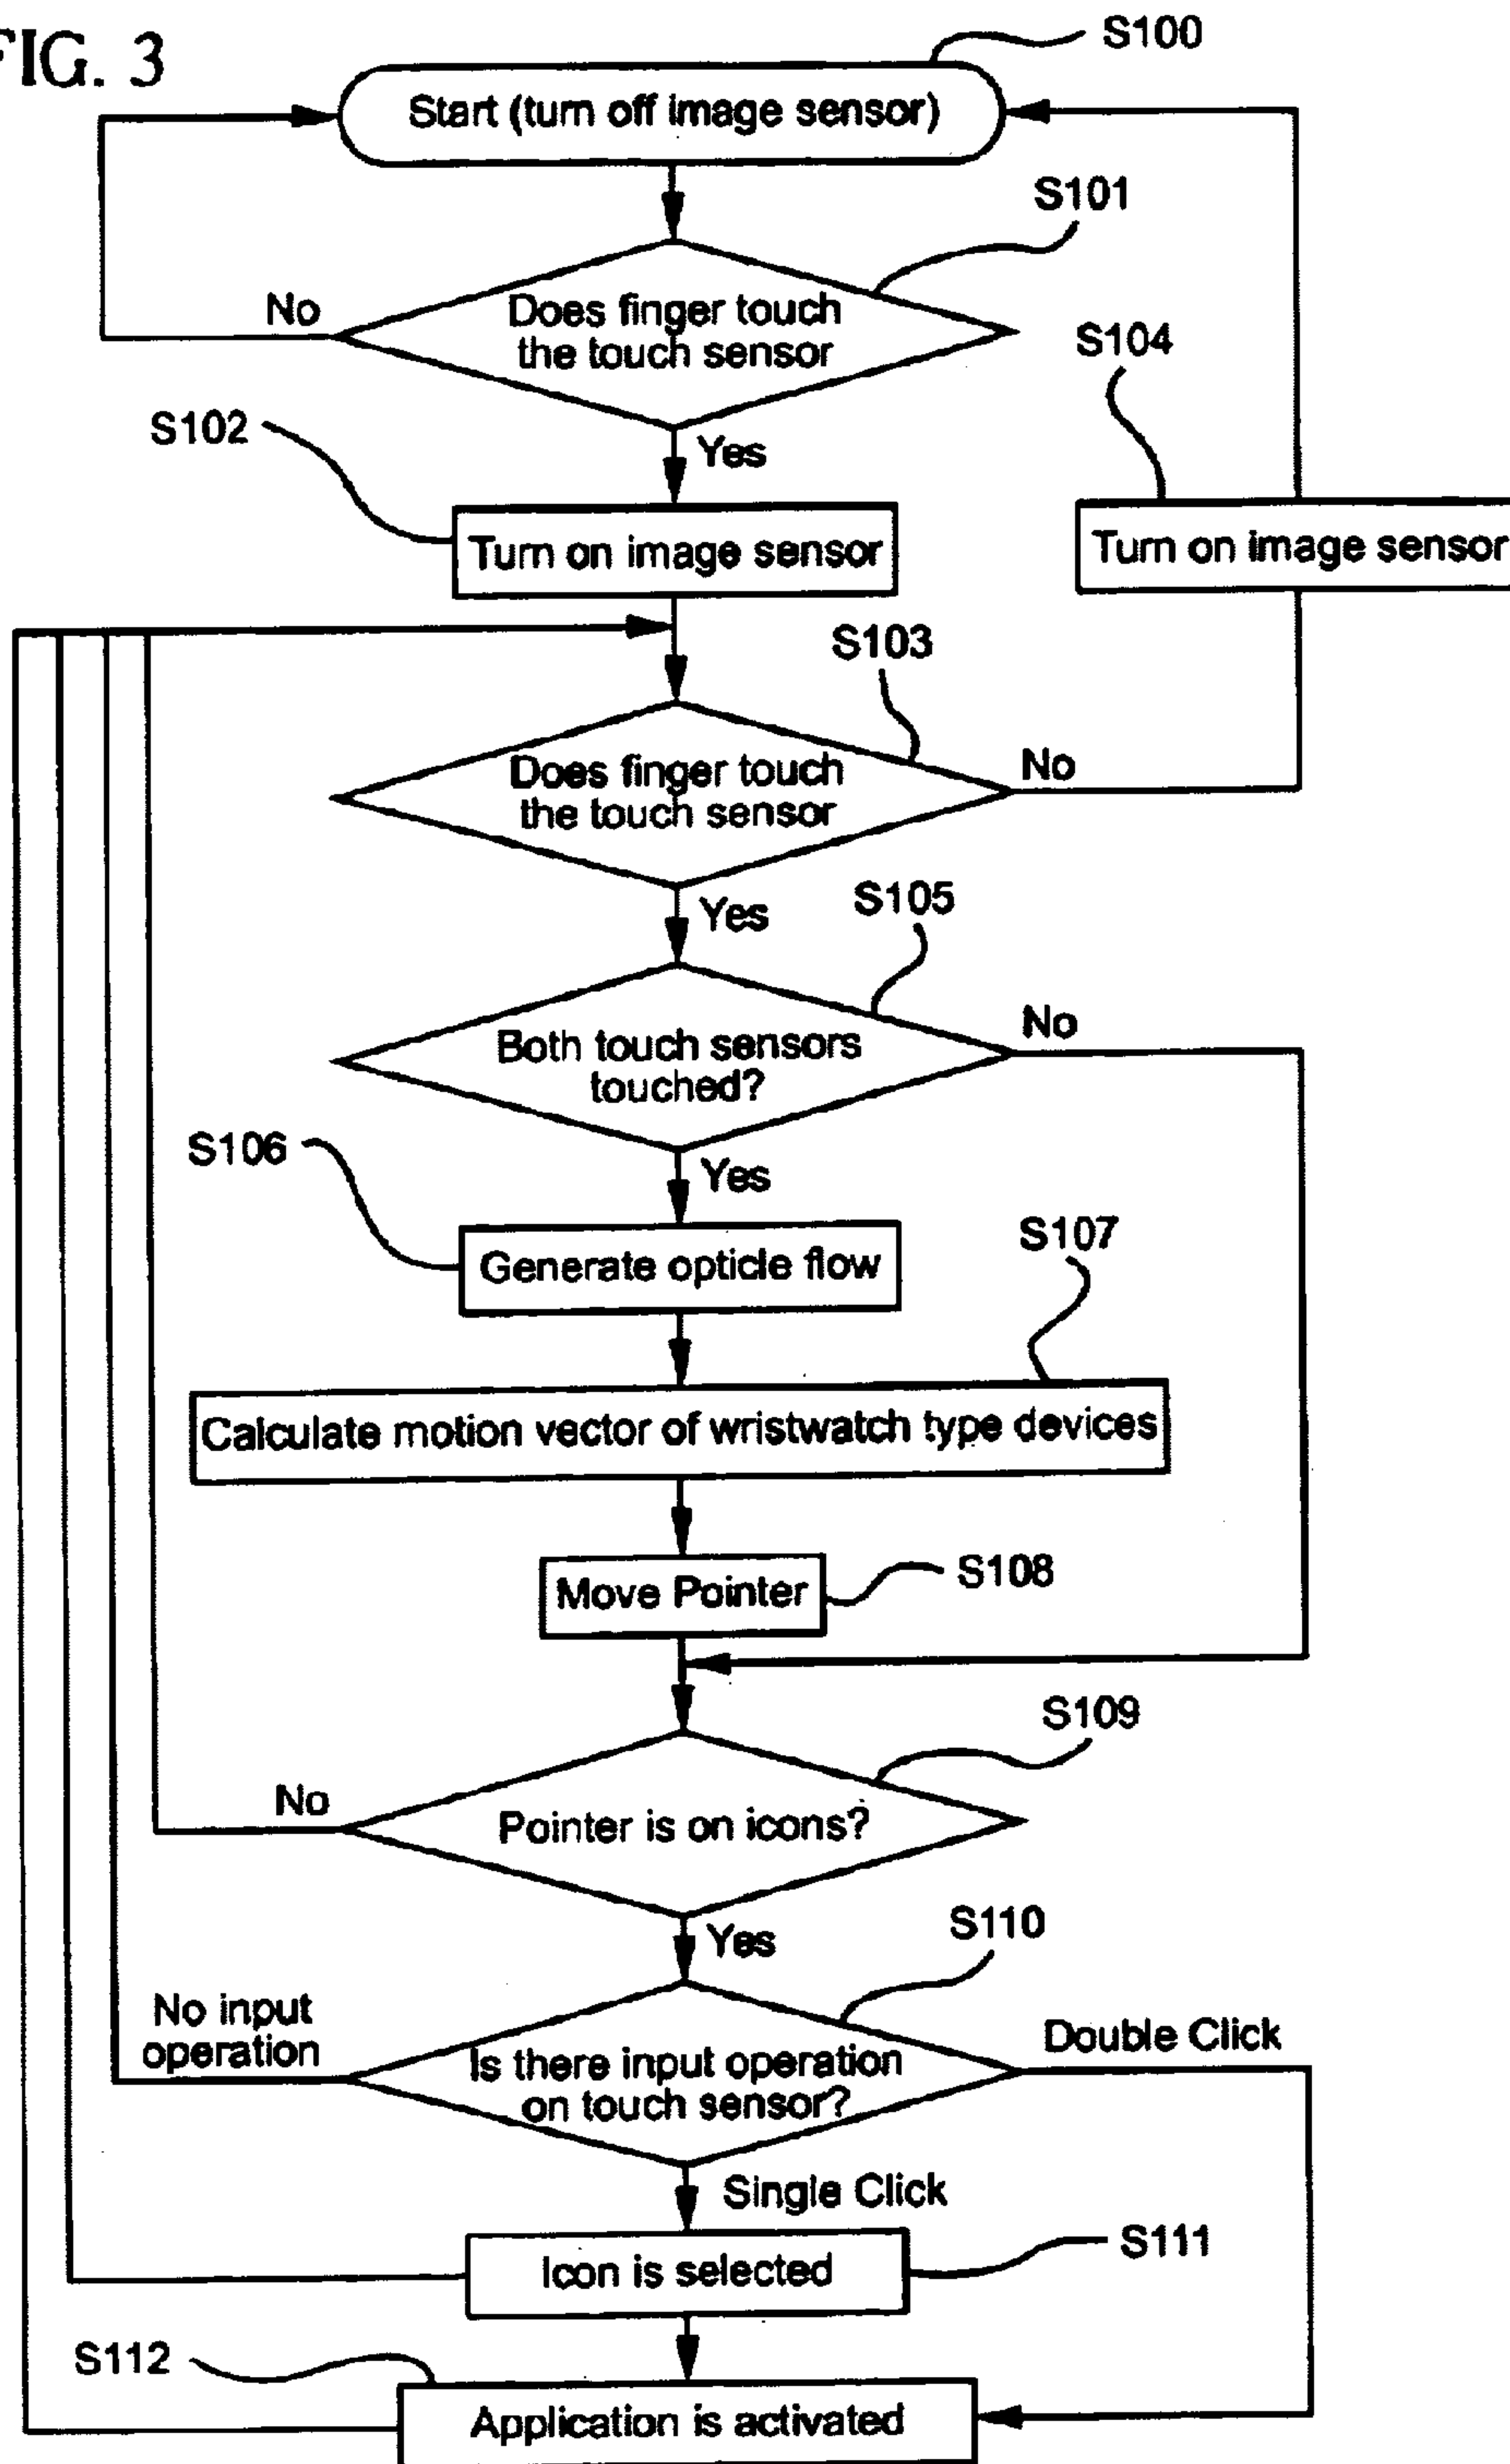 FIG. 3
S100
Start (turn off image sensor)
S101
No
Does finger touch
the touch sensor
S104
S102
Yes
Turn on image sensor
Turn on image sensor
S103
Does finger touch
the touch sensor
No
Yes
S105
Both touch sensors
touched?
No
S106
Yes
Generate opticle flow
S107
Calculate motion vector of wristwatch type devices
Move Pointer
S108
S109
No
Pointer is on icons?
Yes
S110
No input
operation
Is there input operation
on touch sensor?
Double Click
Single Click
Icon is selected
S111
S112
Application is activated